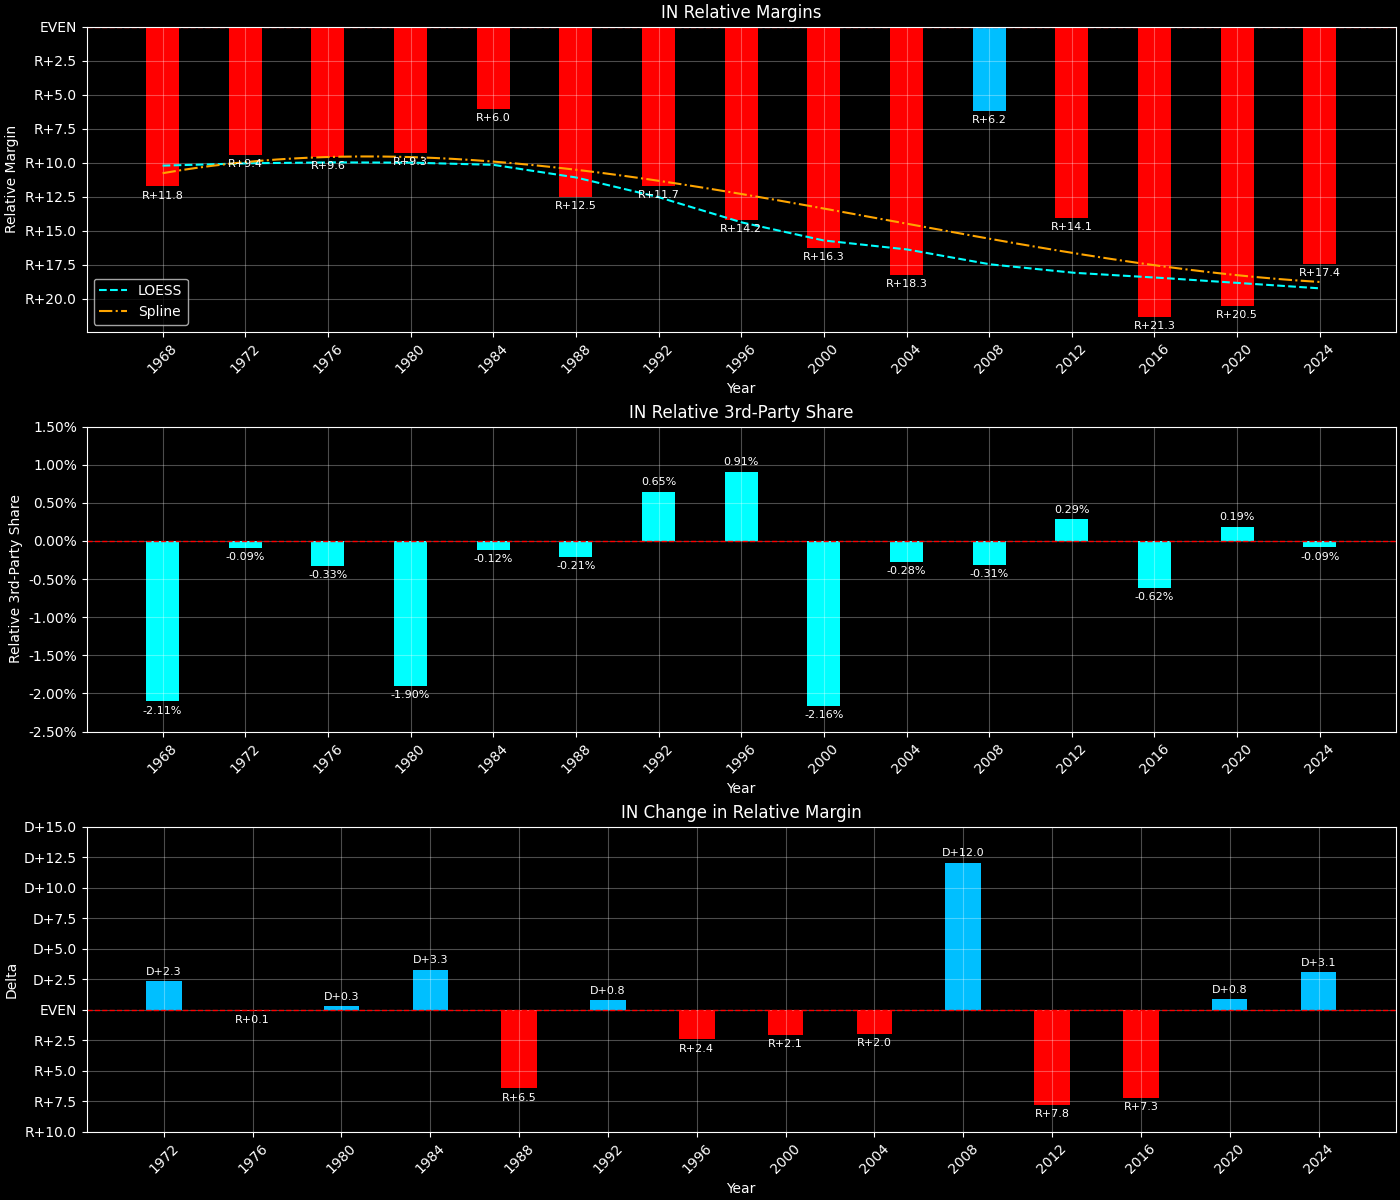 IN Relative Margins
EVEN
R+2.5
R+5.0
R+7.5
R+10.0
R+12.5
R+15.0
R+17.5
R+20.0
Relative Margin
R+11.8
R+9.4
R+9.6
R+9.3
R+6.0
R+12.5
R+11.7
R+14.2
R+16.3
R+18.3
R+6.2
R+14.1
R+21.3
R+20.5
R+17.4
LOESS
Spline
1968 1972 1976 1980 1984 1988 1992 1996 2000 2004 2008 2012 2016 2020 2024
Year
IN Relative 3rd-Party Share
1.50%
1.00%
0.50%
0.00%
-0.50%
-1.00%
-1.50%
-2.00%
-2.50%
Relative 3rd-Party Share
-2.11%
-0.09%
-0.33%
-1.90%
-0.12%
-0.21%
0.65%
0.91%
-2.16%
-0.28%
-0.31%
0.29%
-0.62%
0.19%
-0.09%
1968 1972 1976 1980 1984 1988 1992 1996 2000 2004 2008 2012 2016 2020 2024
Year
IN Change in Relative Margin
D+15.0
D+12.5
D+10.0
D+7.5
D+5.0
D+2.5
EVEN
R+2.5
R+5.0
R+7.5
R+10.0
Delta
D+2.3
R+0.1
D+0.3
D+3.3
R+6.5
D+0.8
R+2.4
R+2.1
R+2.0
D+12.0
R+7.8
R+7.3
D+0.8
D+3.1
1972 1976 1980 1984 1988 1992 1996 2000 2004 2008 2012 2016 2020 2024
Year